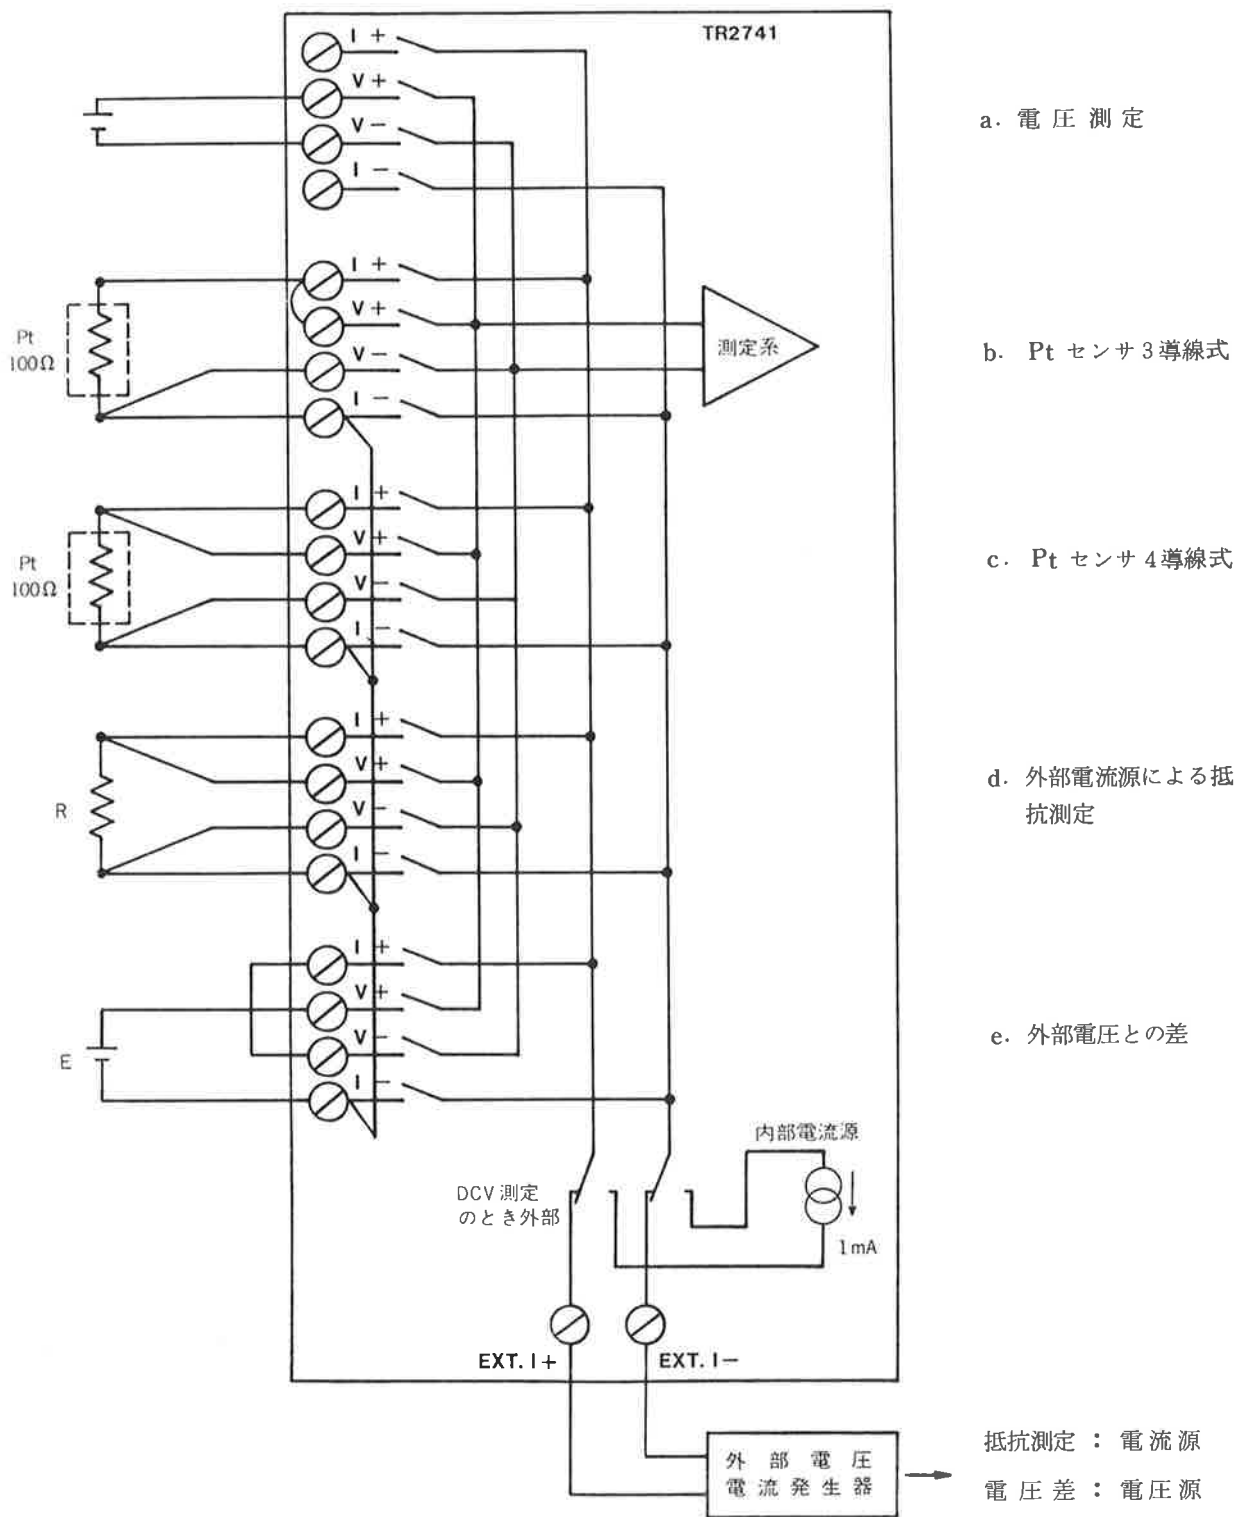 TR2741
I +
V +
V −
I −
a. 電圧測定
I +
V +
V −
I −
Pt
100Ω
測定系
b. Pt センサ3導線式
I +
V +
V −
I −
Pt
100Ω
c. Pt センサ4導線式
I +
V +
V −
I −
R
d. 外部電流源による抵
抗測定
I +
V +
V −
I −
E
e. 外部電圧との差
内部電流源
DCV測定
のとき外部
1mA
EXT. I+
EXT. I−
外部電圧
電流発生器
抵抗測定 : 電流源
電圧差 : 電圧源